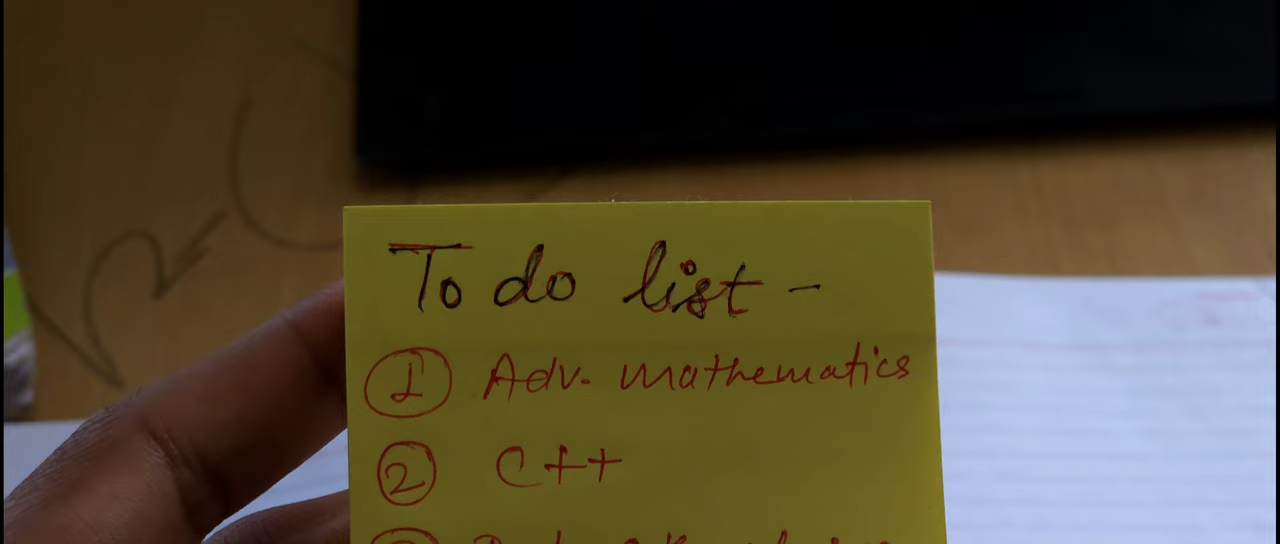 To do list -
① Adv. mathematics
② C++